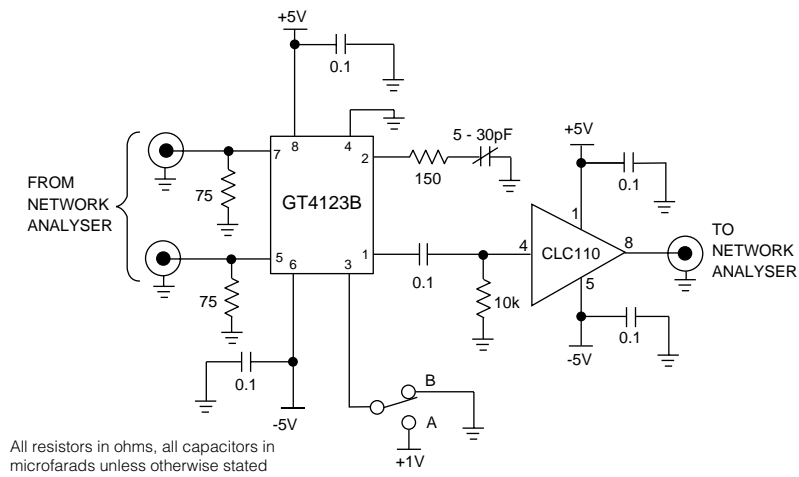 +5V
0.1
8
4
5 - 30pF
7
2
150
75
FROM
NETWORK
ANALYSER
GT4123B
+5V
0.1
1
5
6
3
1
0.1
4
CLC110
8
TO
NETWORK
ANALYSER
5
75
10k
0.1
0.1
-5V
-5V
B
A
+1V
All resistors in ohms, all capacitors in
microfarads unless otherwise stated